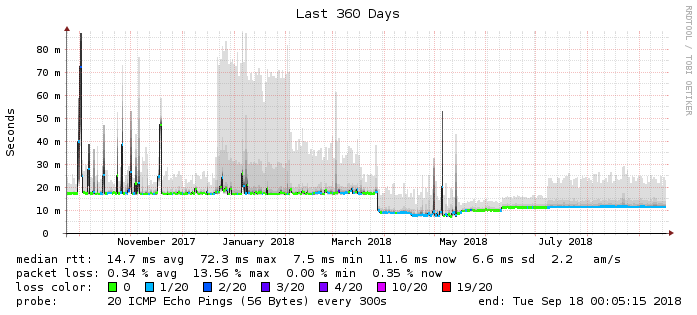 Last 360 Days
RRDTOOL / TOBI OETIKER
Seconds
80 m
70 m
60 m
50 m
40 m
30 m
20 m
10 m
0
November 2017 January 2018 March 2018 May 2018 July 2018
median rtt: 14.7 ms avg 72.3 ms max 7.5 ms min 11.6 ms now 6.6 ms sd 2.2 am/s
packet loss: 0.34 % avg 13.56 % max 0.00 % min 0.35 % now
loss color: 0 1/20 2/20 3/20 4/20 10/20 19/20
probe: 20 ICMP Echo Pings (56 Bytes) every 300s end: Tue Sep 18 00:05:15 2018